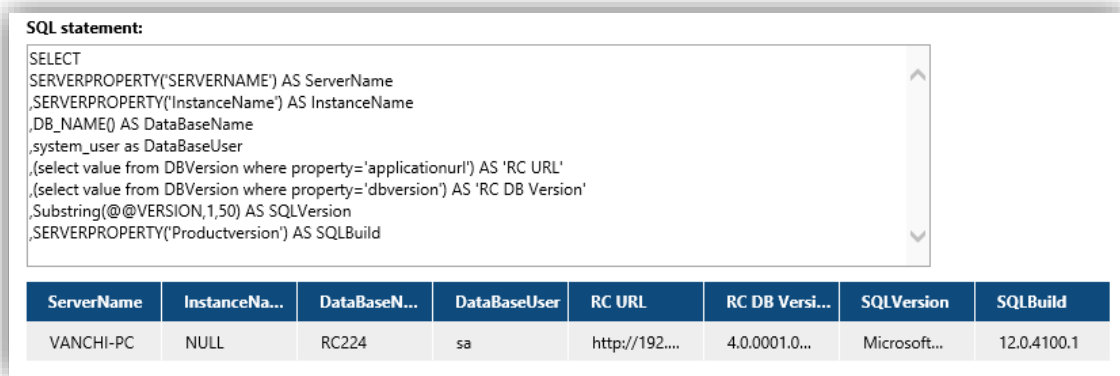 SQL statement:
SELECT
SERVERPROPERTY('SERVERNAME') AS ServerName
,SERVERPROPERTY('InstanceName') AS InstanceName
,DB_NAME() AS DataBaseName
,system_user as DataBaseUser
,(select value from DBVersion where property='applicationurl') AS 'RC URL'
,(select value from DBVersion where property='dbversion') AS 'RC DB Version'
,Substring(@@VERSION,1,50) AS SQLVersion
,SERVERPROPERTY('Productversion') AS SQLBuild
ServerName InstanceNa... DataBaseN... DataBaseUser RC URL RC DB Versi... SQLVersion SQLBuild
VANCHI-PC NULL RC224 sa http://192.... 4.0.0001.0... Microsoft... 12.0.4100.1